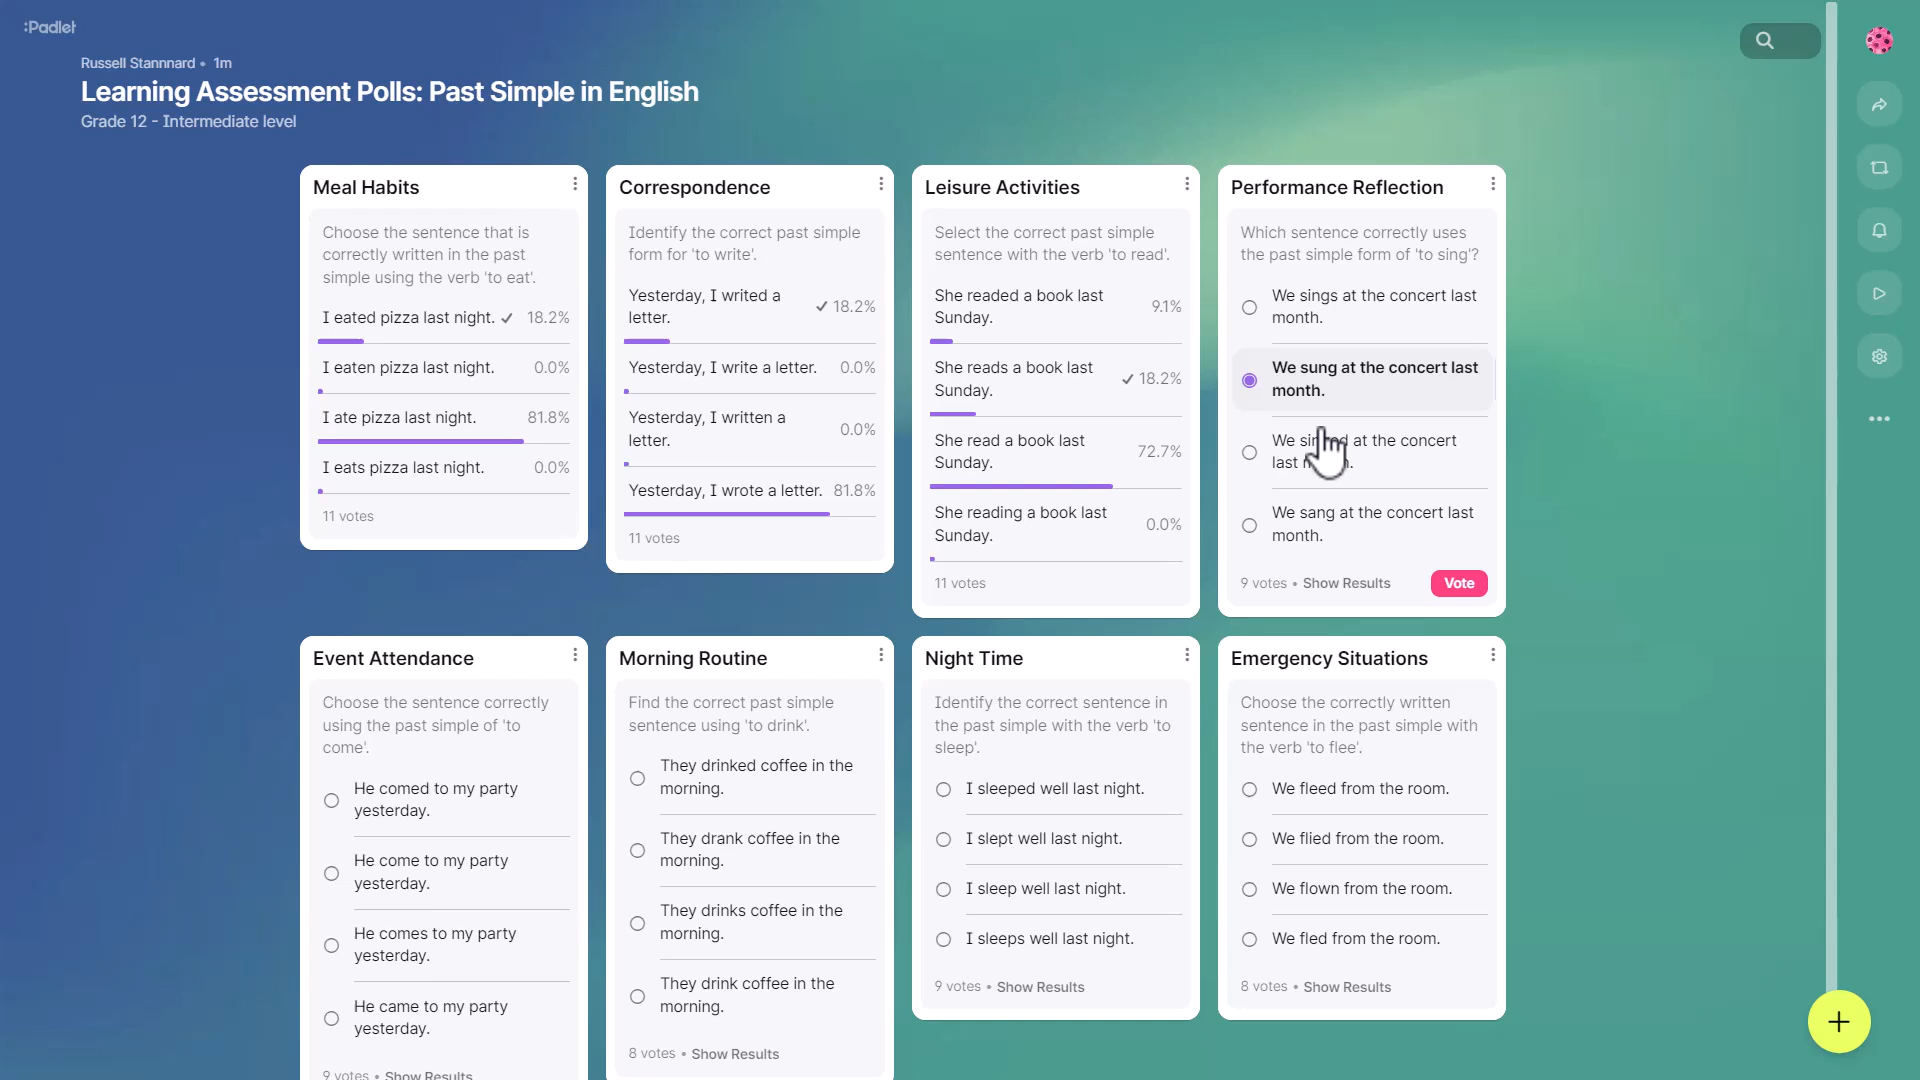 :Padlet
Russell Stannnard • 1m
Learning Assessment Polls: Past Simple in English
Grade 12 - Intermediate level
Meal Habits
Choose the sentence that is
correctly written in the past
simple using the verb 'to eat'.
I eated pizza last night. ✓ 18.2%
I eaten pizza last night. 0.0%
I ate pizza last night. 81.8%
I eats pizza last night. 0.0%
11 votes
Correspondence
Identify the correct past simple
form for 'to write'.
Yesterday, I writed a
letter.
✓ 18.2%
Yesterday, I write a letter. 0.0%
Yesterday, I written a
letter.
0.0%
Yesterday, I wrote a letter. 81.8%
11 votes
Leisure Activities
Select the correct past simple
sentence with the verb 'to read'.
She readed a book last
Sunday.
9.1%
She reads a book last
Sunday.
✓ 18.2%
She read a book last
Sunday.
72.7%
She reading a book last
Sunday.
0.0%
11 votes
Performance Reflection
Which sentence correctly uses
the past simple form of 'to sing'?
We sings at the concert last
month.
We sung at the concert last
month.
We at the concert
last
We sang at the concert last
month.
9 votes • Show Results
Vote
Event Attendance
Choose the sentence correctly
using the past simple of 'to
come'.
He comed to my party
yesterday.
He come to my party
yesterday.
He comes to my party
yesterday.
He came to my party
yesterday.
9 votes • Show Results
Morning Routine
Find the correct past simple
sentence using 'to drink'.
They drinked coffee in the
morning.
They drank coffee in the
morning.
They drinks coffee in the
morning.
They drink coffee in the
morning.
8 votes • Show Results
Night Time
Identify the correct sentence in
the past simple with the verb 'to
sleep'.
I sleeped well last night.
I slept well last night.
I sleep well last night.
I sleeps well last night.
9 votes • Show Results
Emergency Situations
Choose the correctly written
sentence in the past simple with
the verb 'to flee'.
We fleed from the room.
We flied from the room.
We flown from the room.
We fled from the room.
8 votes • Show Results